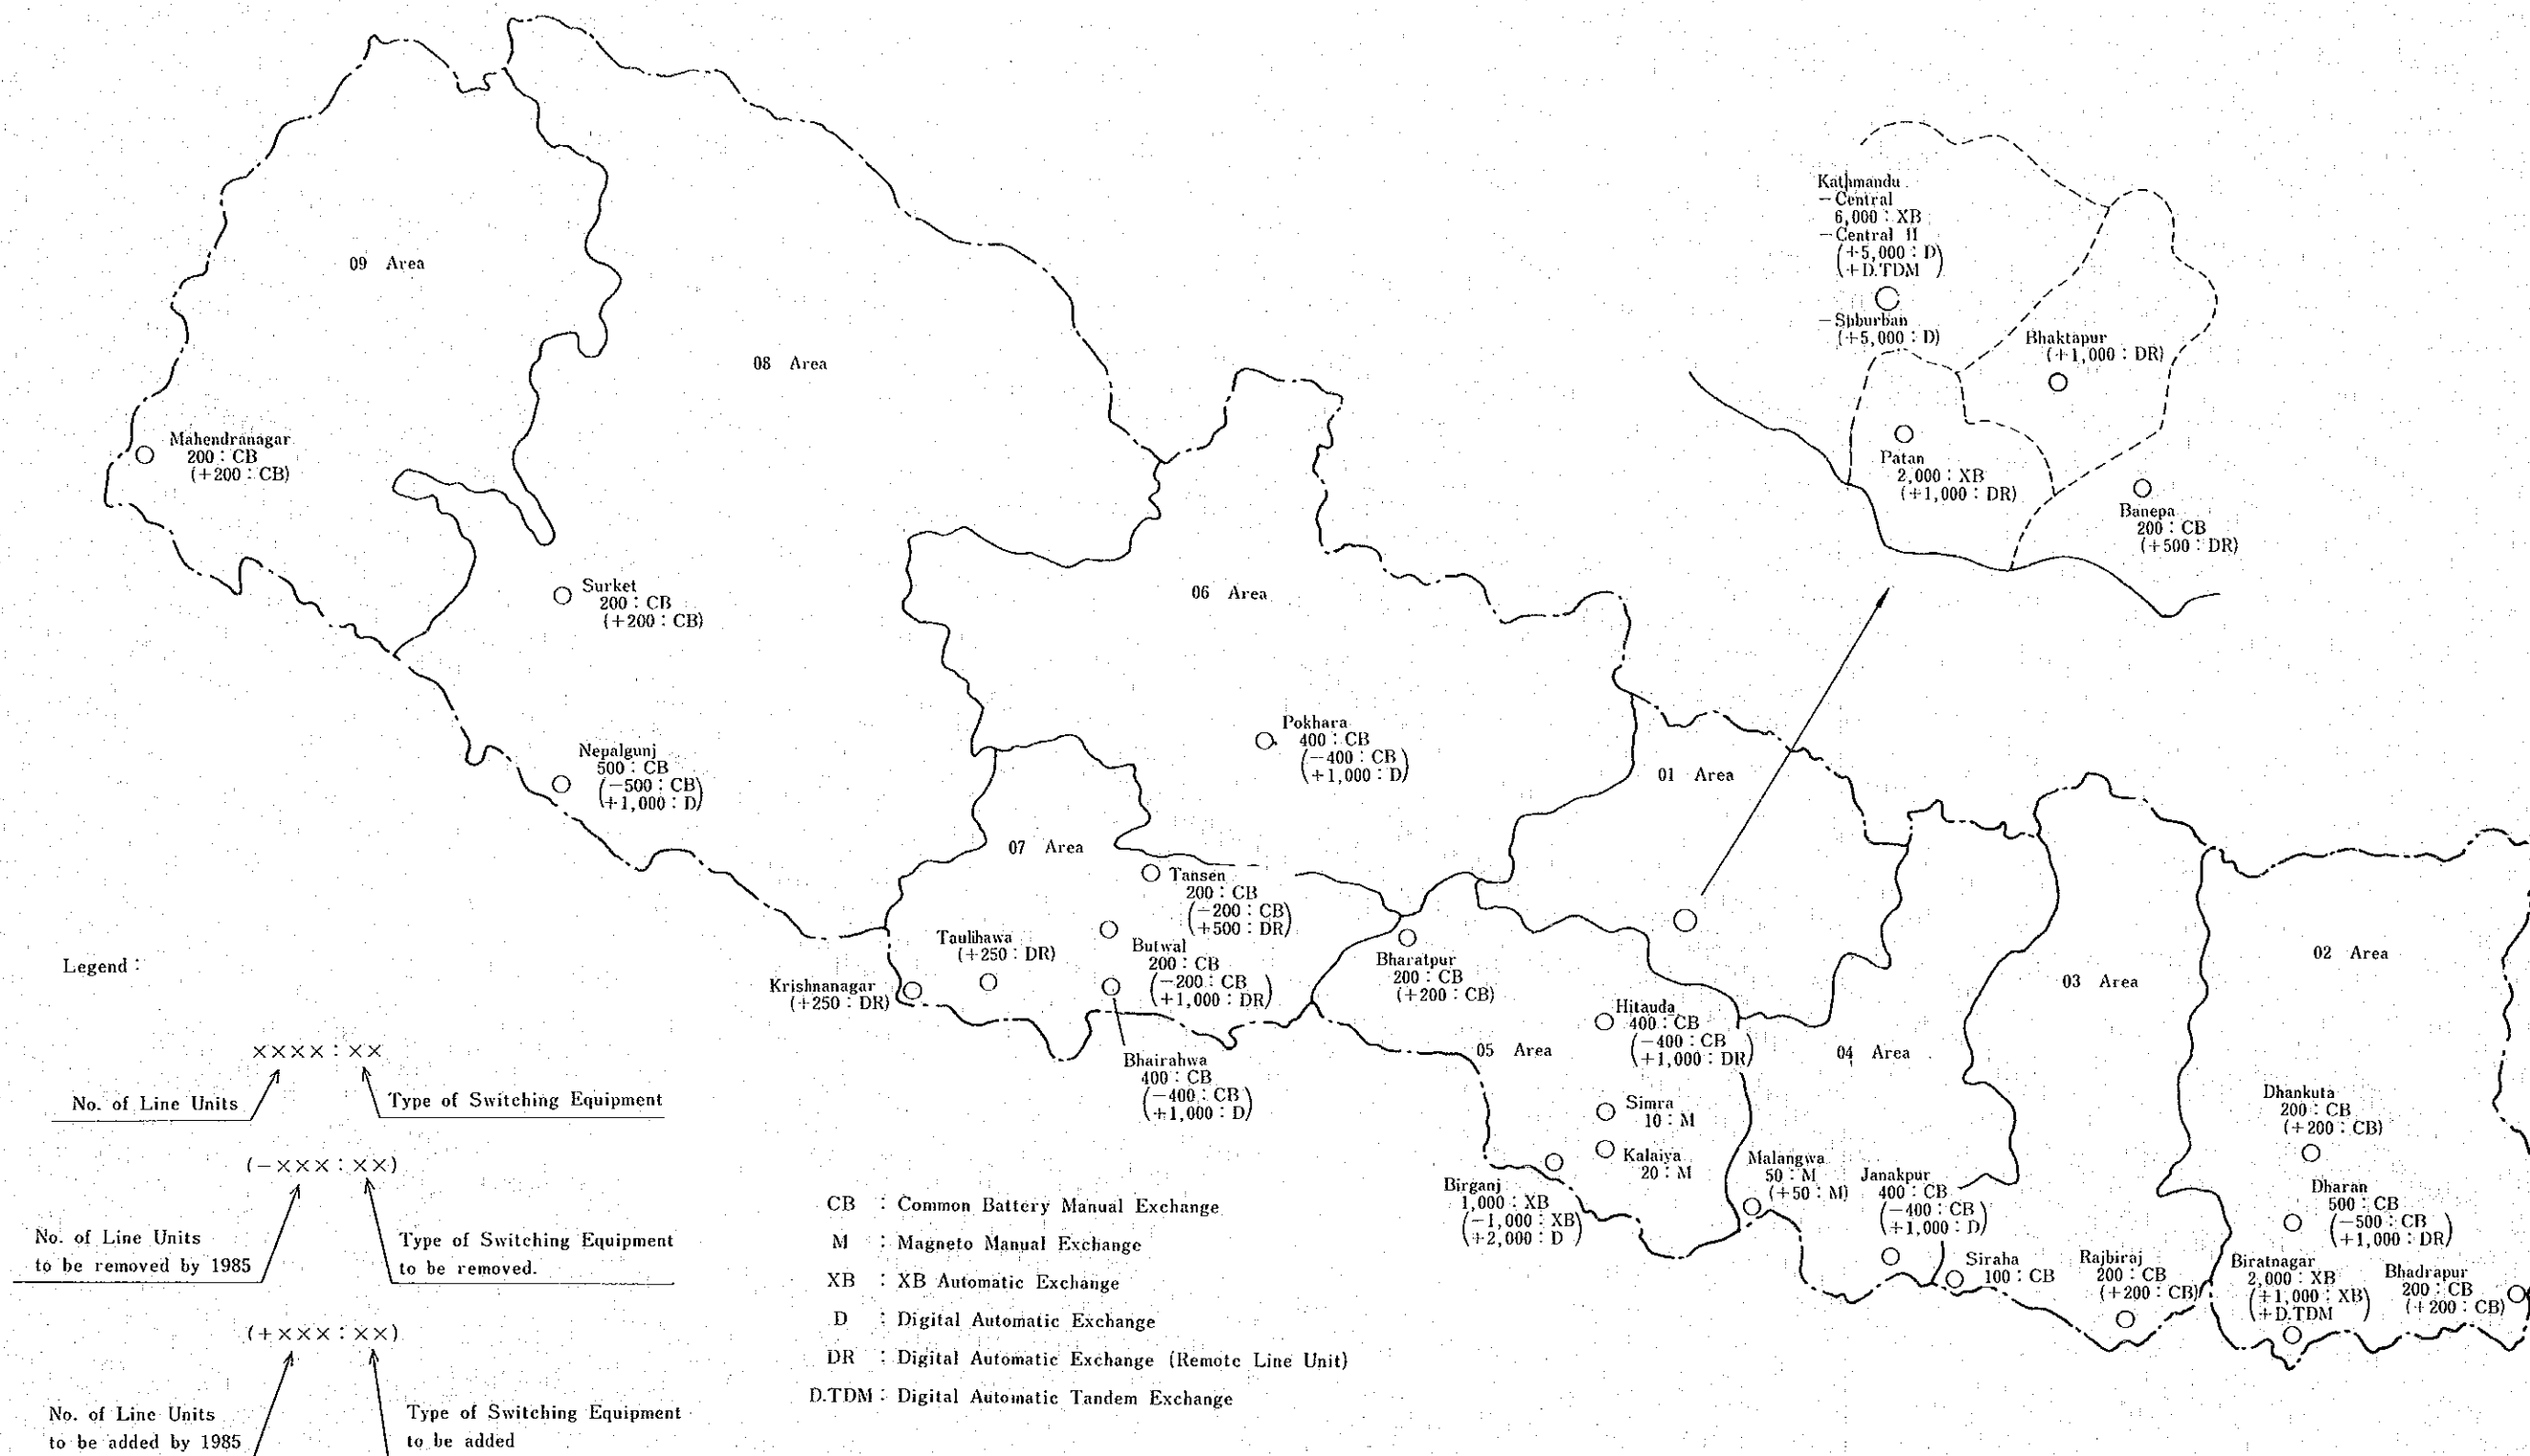 Kathmandu
- Central
6,000 : XB
- Central II
(+5,000 : D)
(+D.TDM)
- Suburban
(+5,000 : D)
Bhaktapur
(+1,000 : DR)
Patan
2,000 : XB
(+1,000 : DR)
Banepa
200 : CB
(+500 : DR)
09 Area
08 Area
Mahendranagar
200 : CB
(+200 : CB)
Surket
200 : CB
(+200 : CB)
06 Area
Nepalgunj
500 : CB
(-500 : CB)
(+1,000 : D)
Pokhara
400 : CB
(-400 : CB)
(+1,000 : D)
01 Area
07 Area
Tansen
200 : CB
(-200 : CB)
(+500 : DR)
Taulihawa
(+250 : DR)
Butwal
200 : CB
(-200 : CB)
(+1,000 : DR)
Krishnanagar
(+250 : DR)
Bhairahwa
400 : CB
(-400 : CB)
(+1,000 : D)
Bharatpur
200 : CB
(+200 : CB)
Hitauda
400 : CB
(-400 : CB)
(+1,000 : DR)
05 Area
04 Area
03 Area
02 Area
Simra
10 : M
Kalaiya
20 : M
Birganj
1,000 : XB
(-1,000 : XB)
(+2,000 : D)
Malangwa
50 : M
(+50 : M)
Janakpur
400 : CB
(-400 : CB)
(+1,000 : D)
Siraha
100 : CB
Rajbiraj
200 : CB
(+200 : CB)
Dhankuta
200 : CB
(+200 : CB)
Dharan
500 : CB
(-500 : CB)
(+1,000 : DR)
Biratnagar
2,000 : XB
(+1,000 : XB)
(+D.TDM)
Bhadrapur
200 : CB
(+200 : CB)
Legend :
×××× : ××
No. of Line Units
Type of Switching Equipment
(-××× : ××)
No. of Line Units
to be removed by 1985
Type of Switching Equipment
to be removed.
(+××× : ××)
No. of Line Units
to be added by 1985
Type of Switching Equipment
to be added
CB : Common Battery Manual Exchange
M : Magneto Manual Exchange
XB : XB Automatic Exchange
D : Digital Automatic Exchange
DR : Digital Automatic Exchange (Remote Line Unit)
D.TDM : Digital Automatic Tandem Exchange